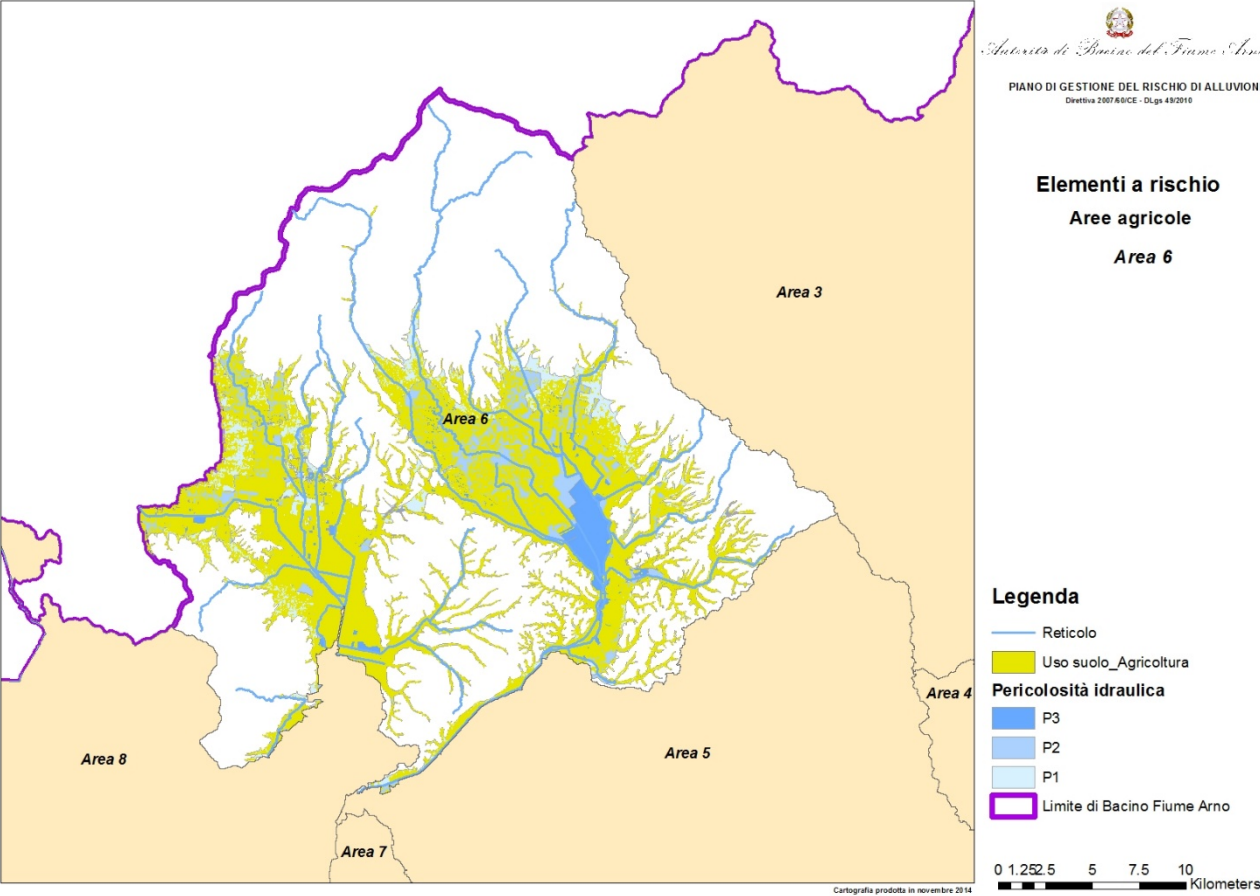 Autorità di Bacino del Fiume Arn
PIANO DI GESTIONE DEL RISCHIO DI ALLUVION
Direttiva 2007/60/CE - DLgs 49/2010
Elementi a rischio
Aree agricole
Area 6
Area 3
Area 6
Area 4
Area 5
Area 8
Area 7
Legenda
Reticolo
Uso suolo_Agricoltura
Pericolosità idraulica
P3
P2
P1
Limite di Bacino Fiume Arno
0 1.252.5 5 7.5 10
Kilometers
Cartografia prodotta in novembre 2014